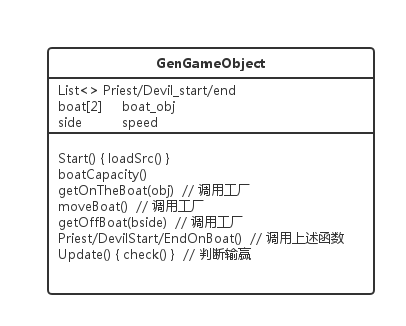 GenGameObject
List<> Priest/Devil_start/end
boat[2] boat_obj
side speed
Start() { loadSrc() }
boatCapacity()
getOnTheBoat(obj) // 调用工厂
moveBoat() // 调用工厂
getOffBoat(bside) // 调用工厂
Priest/DevilStart/EndOnBoat() // 调用上述函数
Update() { check() } // 判断输赢